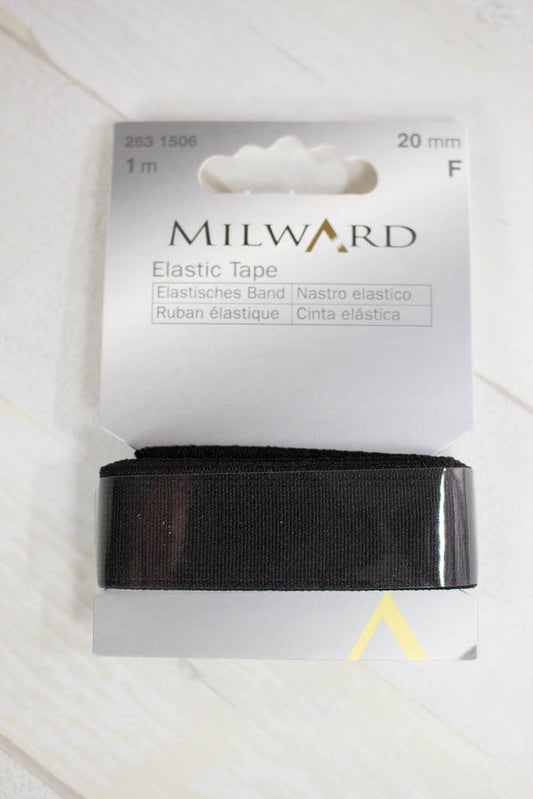 263 1506 20 mm
1 m F
MILWARD
Elastic Tape
Elastisches Band Nastro elastico
Ruban élastique Cinta elástica